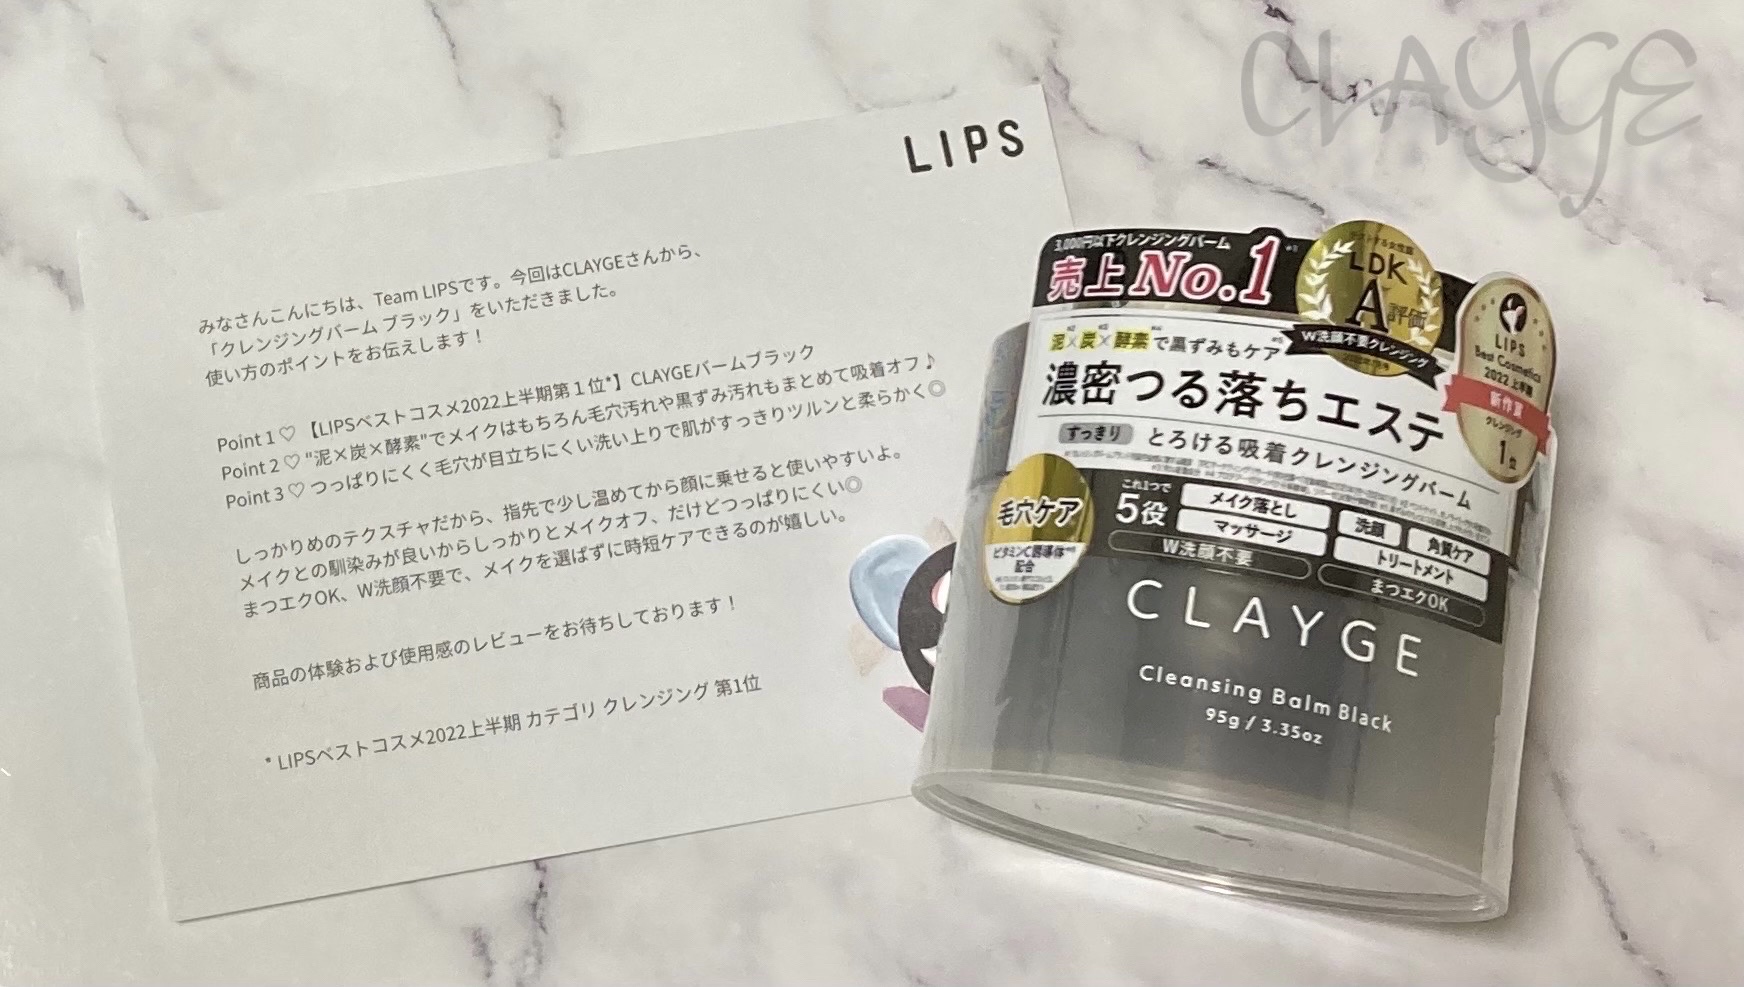 CLAYGE
LIPS
みなさんこんにちは、Team LIPSです。今回はCLAYGEさんから、
「クレンジングバーム ブラック」をいただきました。
使い方のポイントをお伝えします！
Point 1♡【LIPSベストコスメ2022上半期第１位*】CLAYGEバームブラック
Point 2♡"泥×炭×酵素"でメイクはもちろん毛穴汚れや黒ずみ汚れもまとめて吸着オフ♪
Point 3♡つっぱりにくく毛穴が目立ちにくい洗い上りで肌がすっきりツルンと柔らかく◎
しっかりめのテクスチャだから、指先で少し温めてから顔に乗せると使いやすいよ。
メイクとの馴染みが良いからしっかりとメイクオフ、だけどつっぱりにくい◎
まつエクOK、W洗顔不要で、メイクを選ばずに時短ケアできるのが嬉しい。
商品の体験および使用感のレビューをお待ちしております！
* LIPSベストコスメ2022上半期 カテゴリ クレンジング 第1位
3,000円以下クレンジングバーム
売上No.1
LDK
A評価
W洗顔不要クレンジング
LIPS
Best Cosmetics
2022上半期
新作賞
クレンジング
1位
泥×炭×酵素で黒ずみもケア
濃密つる落ちエステ
すっきり とろける吸着クレンジングバーム
毛穴ケア
ビタミンC誘導体
配合
これ1つで
5役
メイク落とし 洗顔 角質ケア
マッサージ トリートメント
W洗顔不要 まつエクOK
CLAYGE
Cleansing Balm Black
95g / 3.35oz